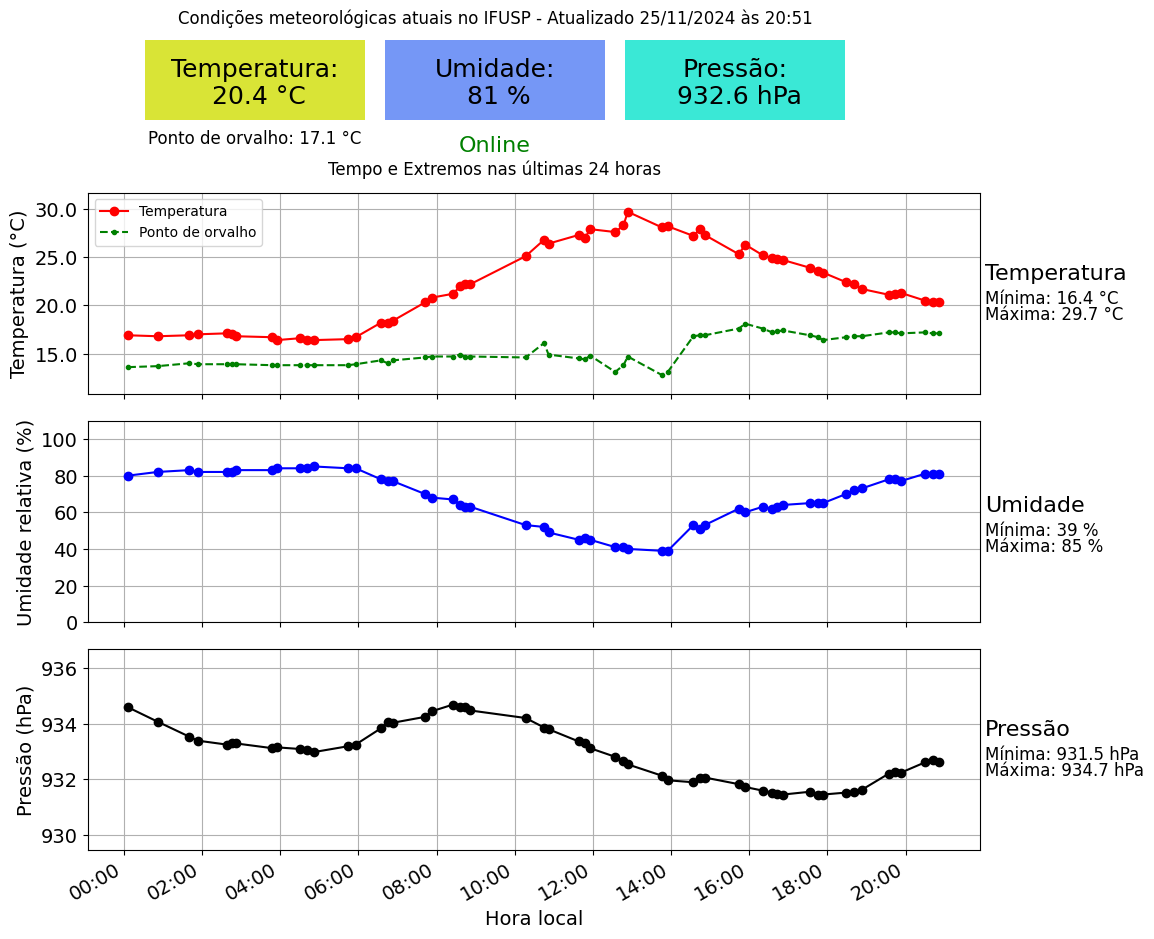 Condições meteorológicas atuais no IFUSP - Atualizado 25/11/2024 às 20:51
Temperatura:
20.4 °C
Umidade:
81 %
Pressão:
932.6 hPa
Ponto de orvalho: 17.1 °C
Online
Tempo e Extremos nas últimas 24 horas
Temperatura (°C)
30.0
25.0
20.0
15.0
Temperatura
Ponto de orvalho
Temperatura
Mínima: 16.4 °C
Máxima: 29.7 °C
Umidade relativa (%)
100
80
60
40
20
0
Umidade
Mínima: 39 %
Máxima: 85 %
Pressão (hPa)
936
934
932
930
Pressão
Mínima: 931.5 hPa
Máxima: 934.7 hPa
00:00
02:00
04:00
06:00
08:00
10:00
12:00
14:00
16:00
18:00
20:00
Hora local